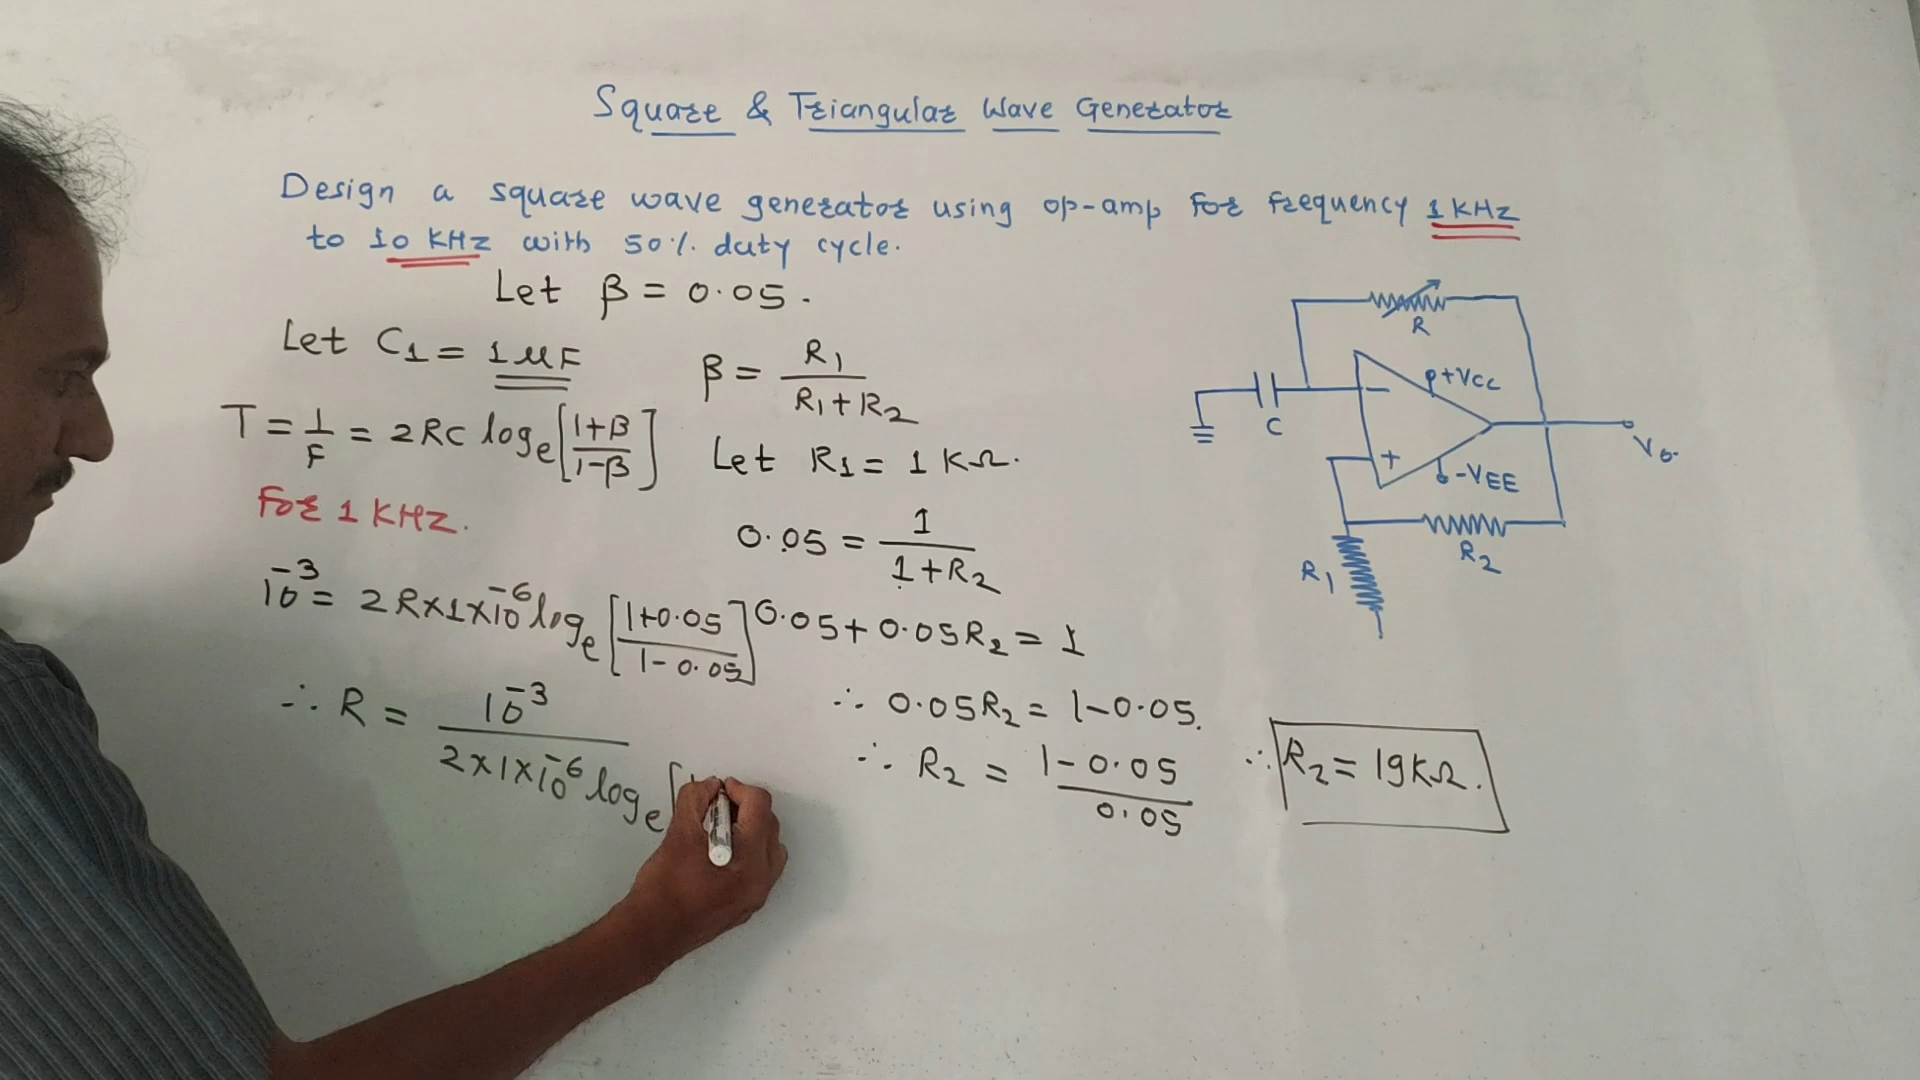 Square & Triangular Wave Generator
Design a square wave generator using op-amp for frequency 1 KHz
to 10 KHz with 50%. duty cycle.
Let β = 0.05.
Let C1 = 1 μF
T = 1/F = 2RC loge [1+β / 1-β]
For 1 KHz.
10^-3 = 2R×1×10^-6 loge [1+0.05 / 1-0.05]
∴ R = 10^-3 / 2×1×10^-6 loge [
β = R1 / R1+R2
Let R1 = 1 KΩ.
0.05 = 1 / 1+R2
0.05 + 0.05R2 = 1
∴ 0.05R2 = 1-0.05.
∴ R2 = 1-0.05 / 0.05
∴ R2 = 19KΩ.
R
+VCC
-
C
+
-VEE
Vo.
R2
R1